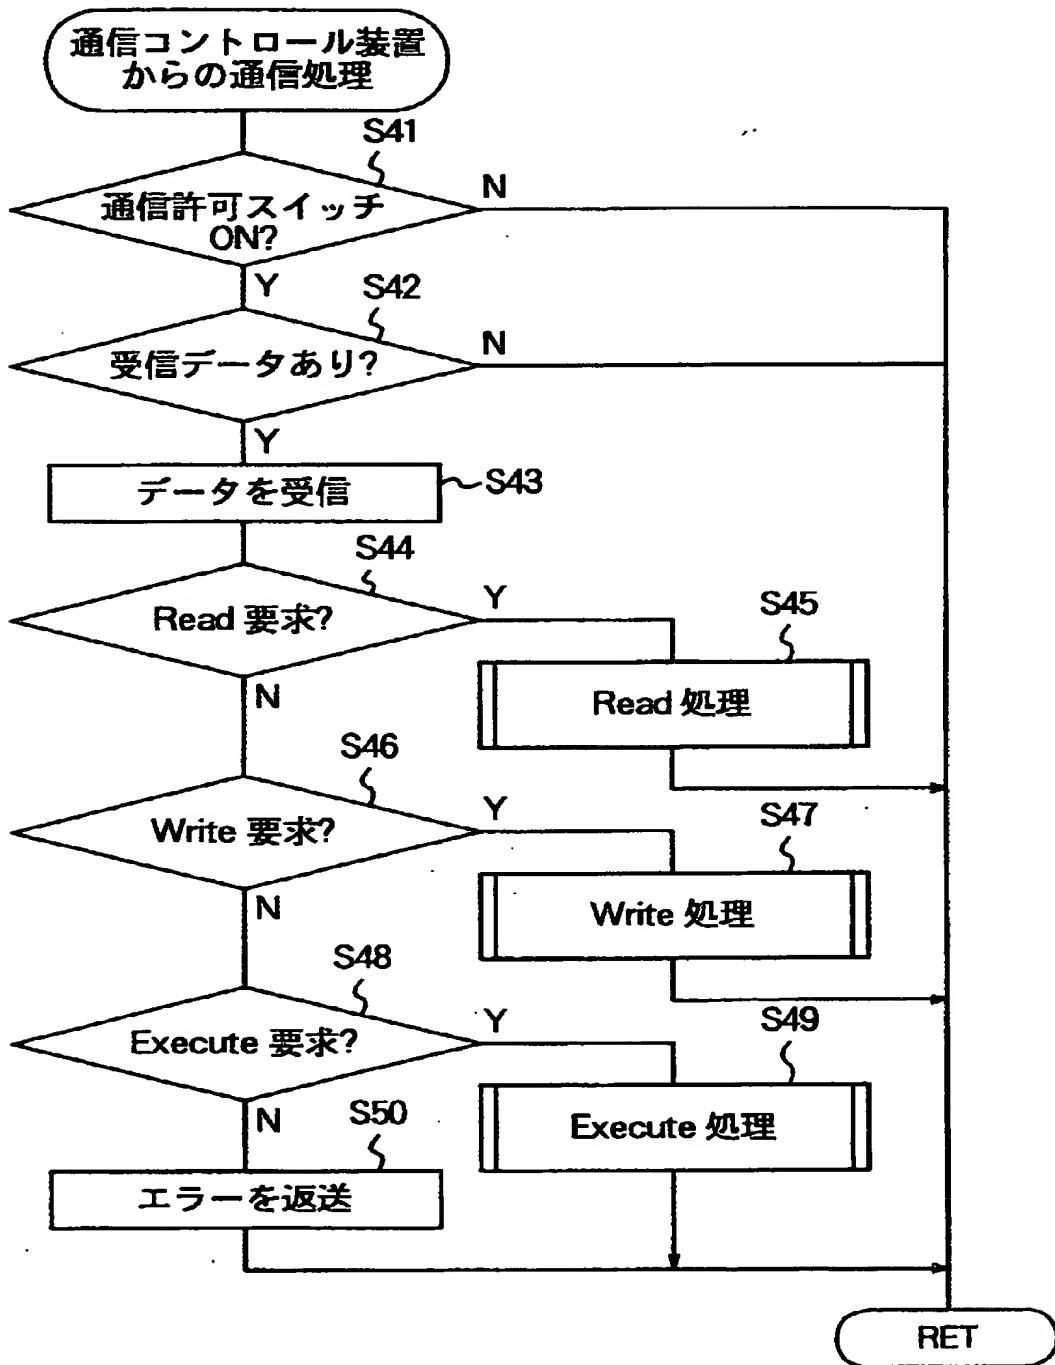 通信コントロール装置
からの通信処理
S41
通信許可スイッチ
ON?
N
Y
S42
受信データあり?
N
Y
データを受信
S43
S44
Read 要求?
Y
N
S45
Read 処理
S46
Write 要求?
Y
N
S47
Write 処理
S48
Execute 要求?
Y
N
S49
Execute 処理
S50
エラーを返送
RET